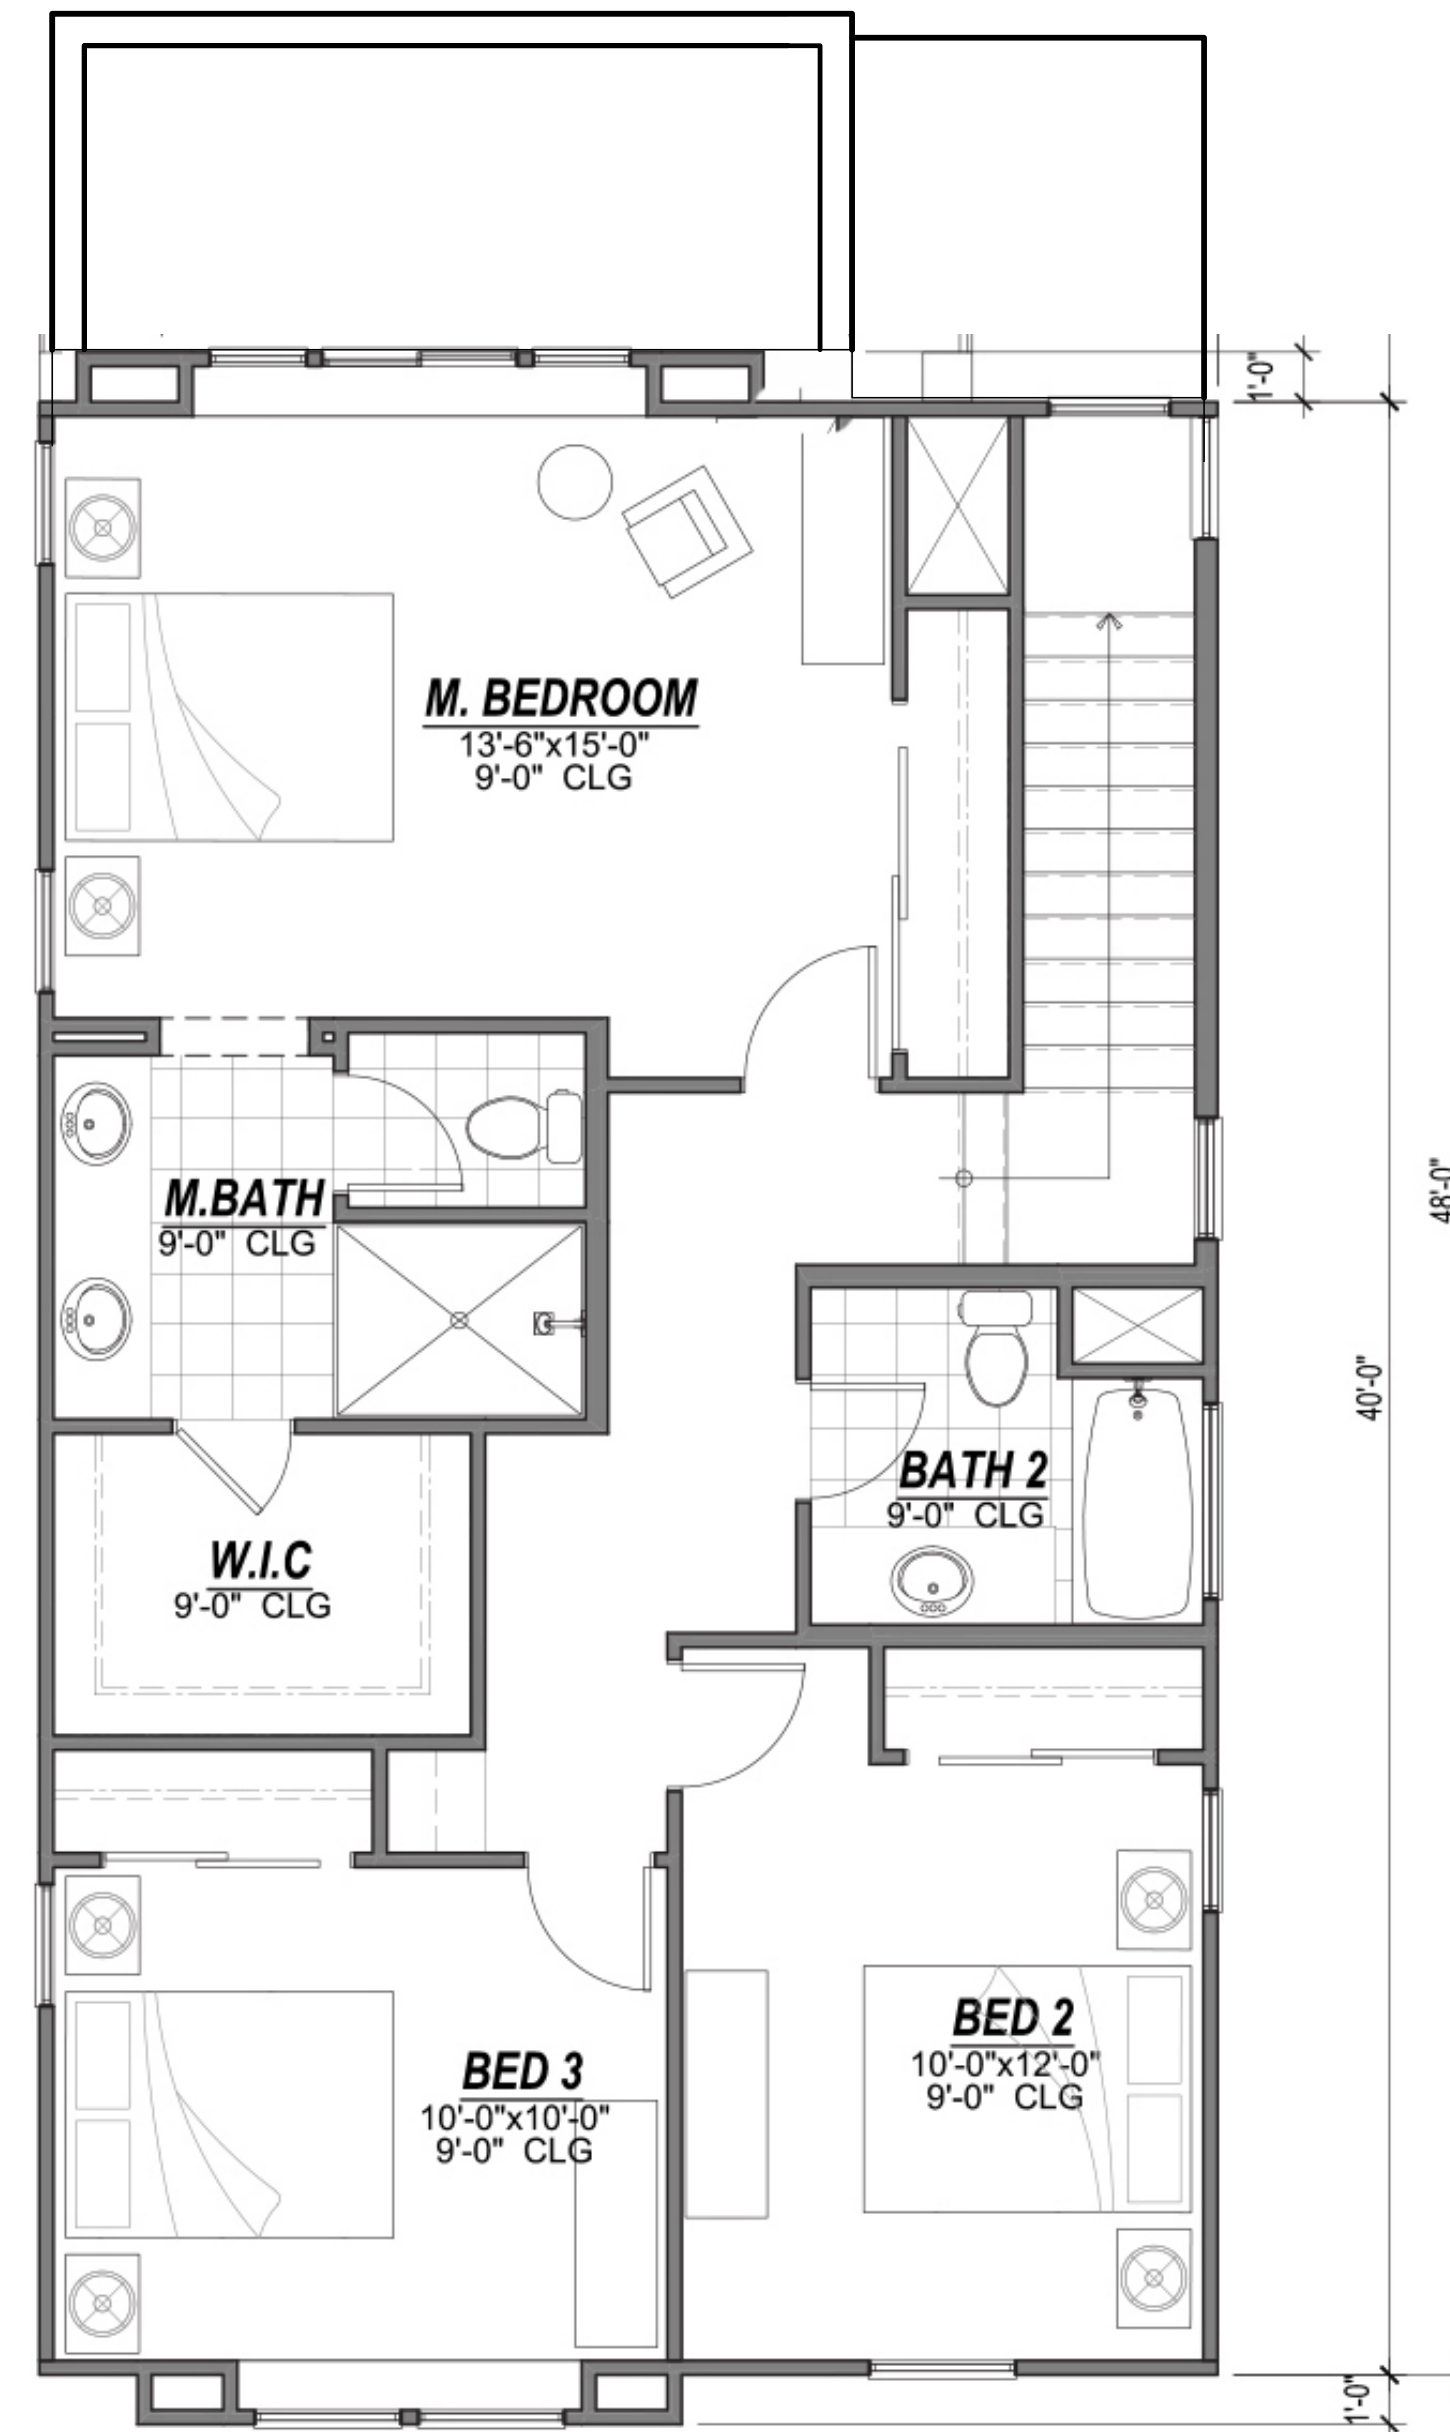 1'-0"
M. BEDROOM
13'-6"x15'-0"
9'-0" CLG
M.BATH
9'-0" CLG
48'-0"
40'-0"
BATH 2
9'-0" CLG
W.I.C
9'-0" CLG
BED 2
10'-0"x12'-0"
9'-0" CLG
BED 3
10'-0"x10'-0"
9'-0" CLG
1'-0"